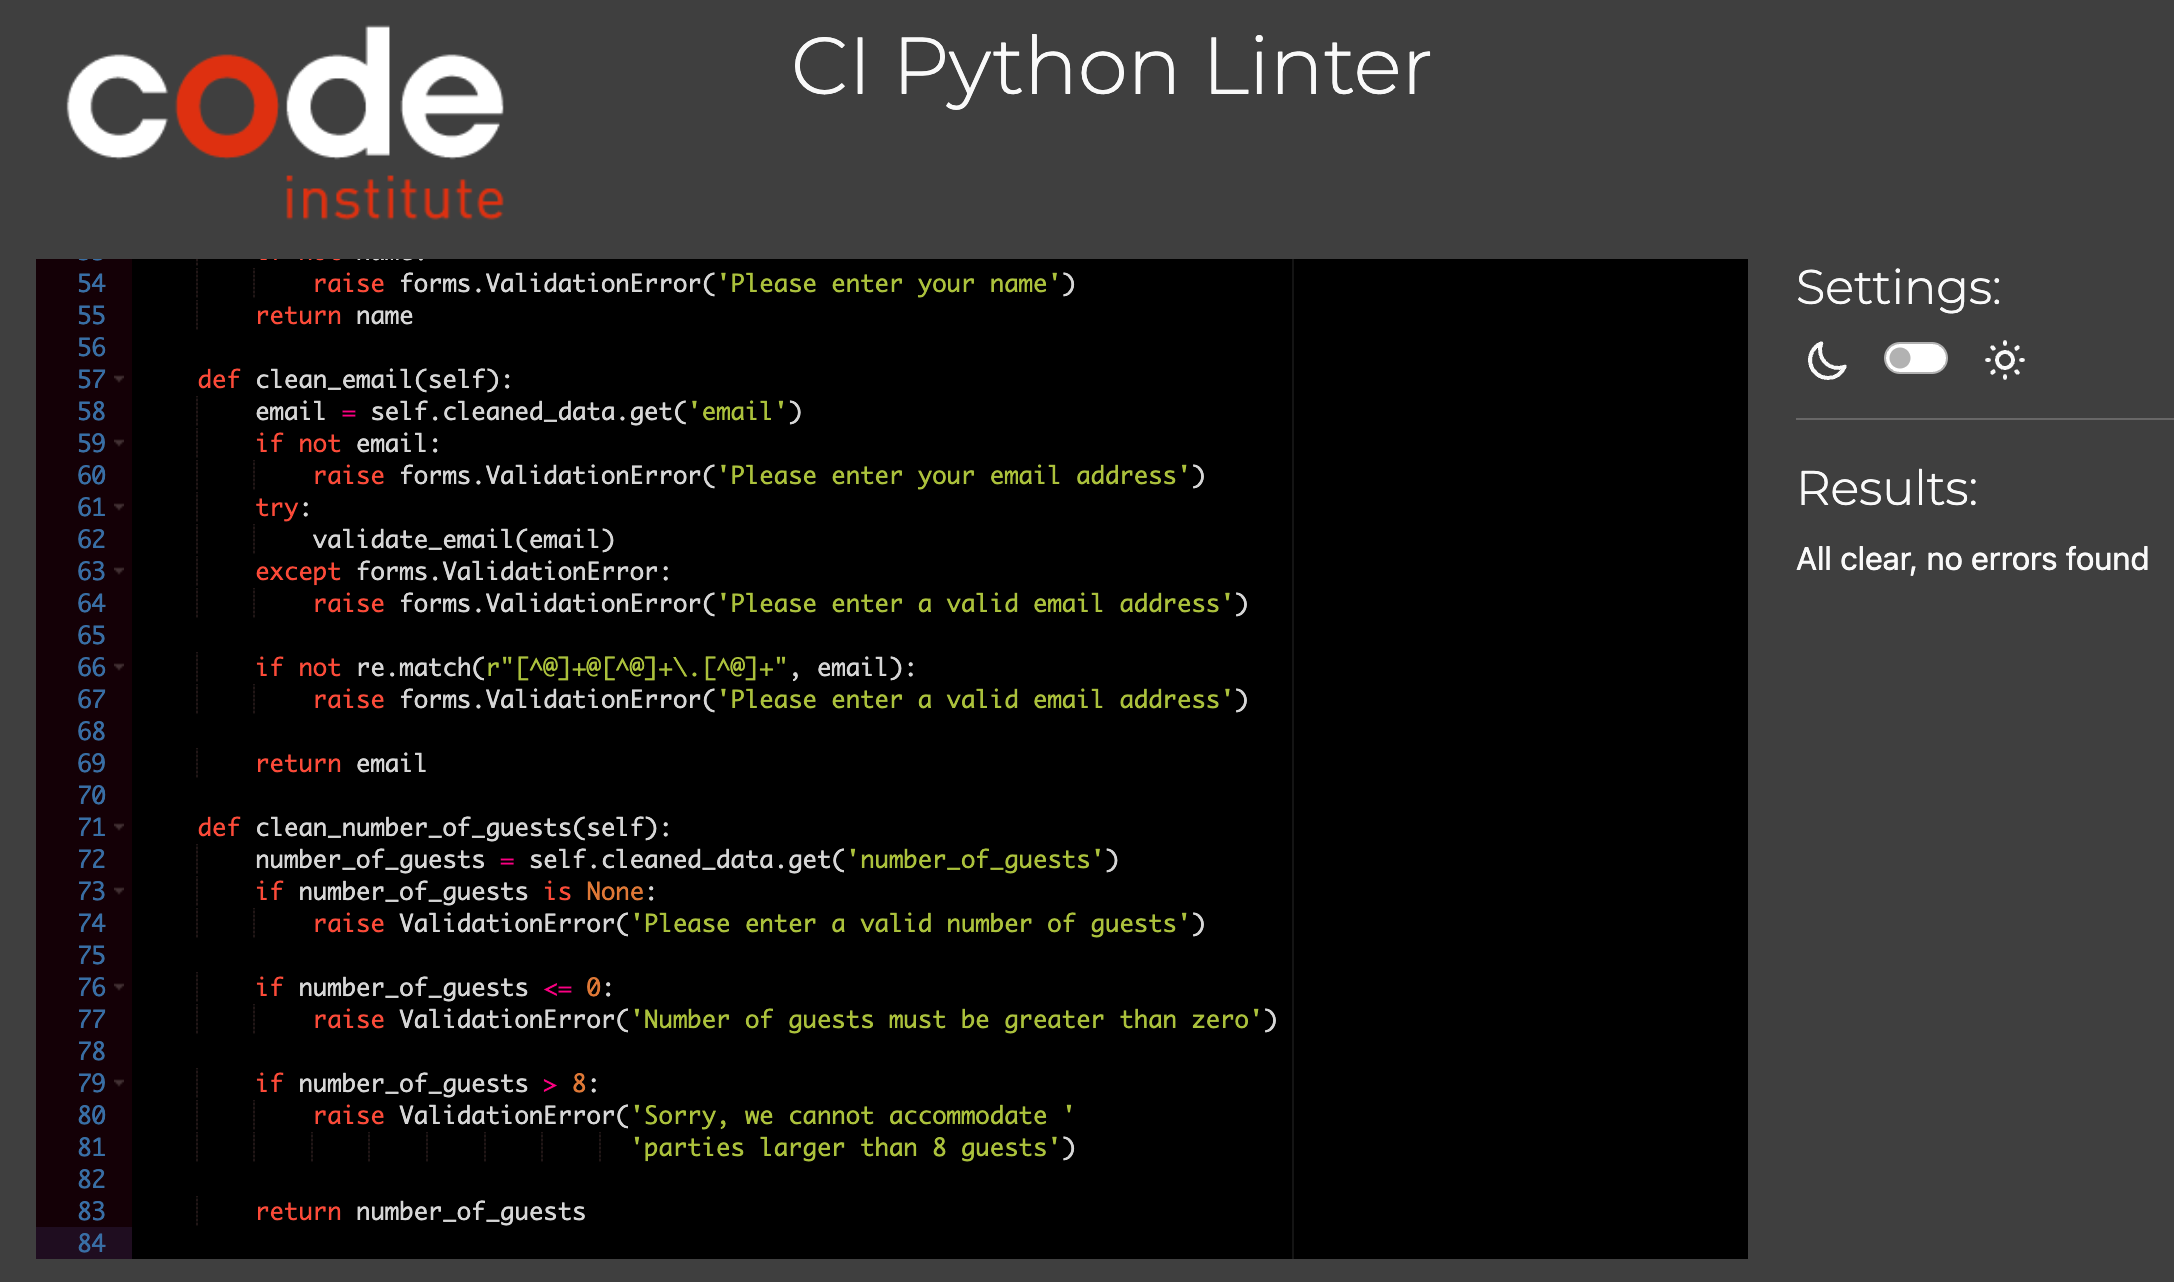 code
institute
CI Python Linter
54 raise forms.ValidationError('Please enter your name')
55 return name
56
57 def clean_email(self):
58 email = self.cleaned_data.get('email')
59 if not email:
60 raise forms.ValidationError('Please enter your email address')
61 try:
62 validate_email(email)
63 except forms.ValidationError:
64 raise forms.ValidationError('Please enter a valid email address')
65
66 if not re.match(r"[^@]+@[^@]+\.[^@]+", email):
67 raise forms.ValidationError('Please enter a valid email address')
68
69 return email
70
71 def clean_number_of_guests(self):
72 number_of_guests = self.cleaned_data.get('number_of_guests')
73 if number_of_guests is None:
74 raise ValidationError('Please enter a valid number of guests')
75
76 if number_of_guests <= 0:
77 raise ValidationError('Number of guests must be greater than zero')
78
79 if number_of_guests > 8:
80 raise ValidationError('Sorry, we cannot accommodate '
81 'parties larger than 8 guests')
82
83 return number_of_guests
84
Settings:
Results:
All clear, no errors found